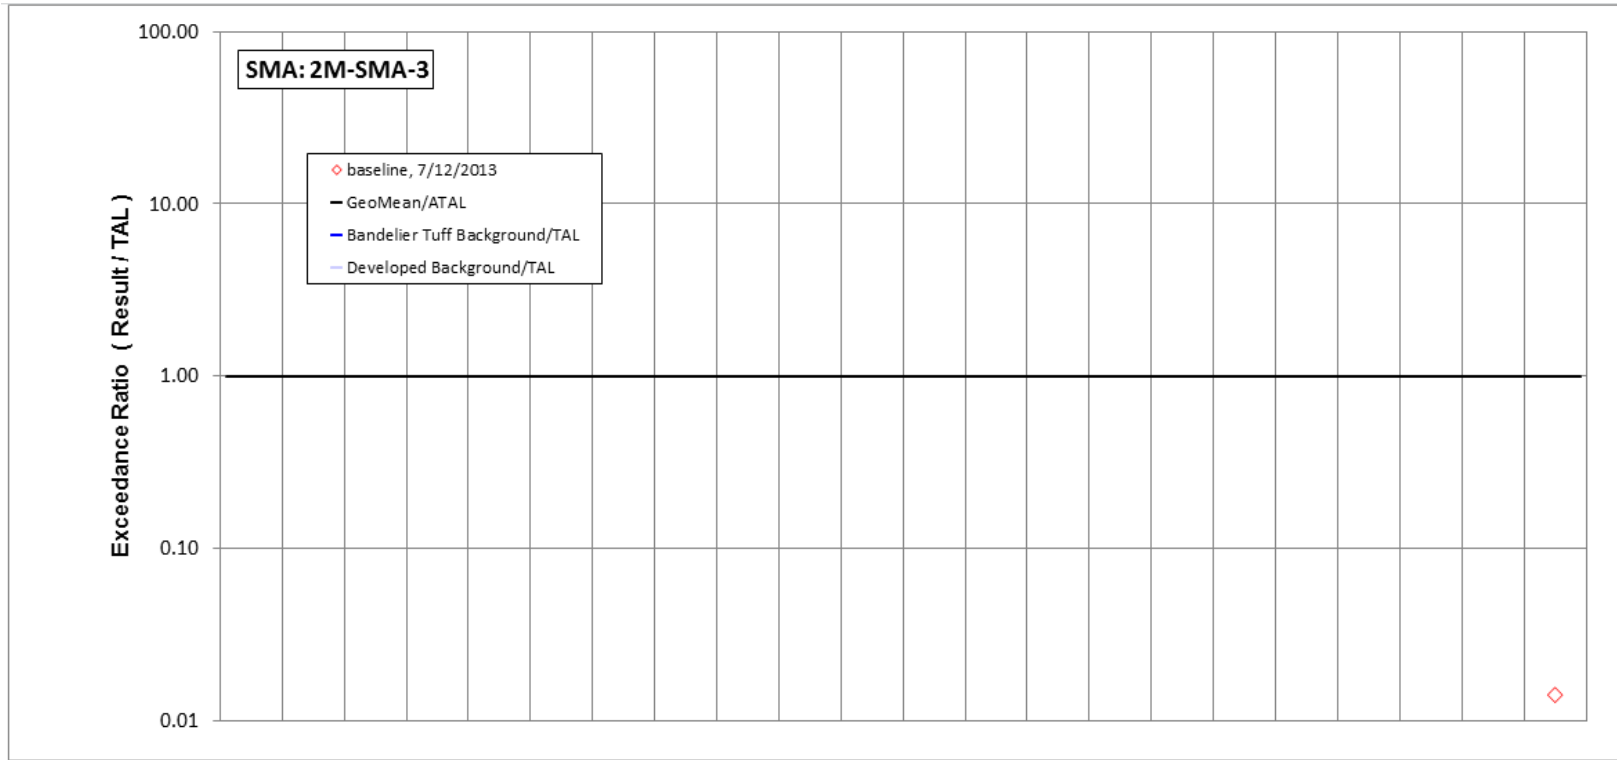 100.00
SMA: 2M-SMA-3
baseline, 7/12/2013
GeoMean/ATAL
Bandelier Tuff Background/TAL
Developed Background/TAL
10.00
1.00
0.10
0.01
Exceedance Ratio ( Result / TAL )